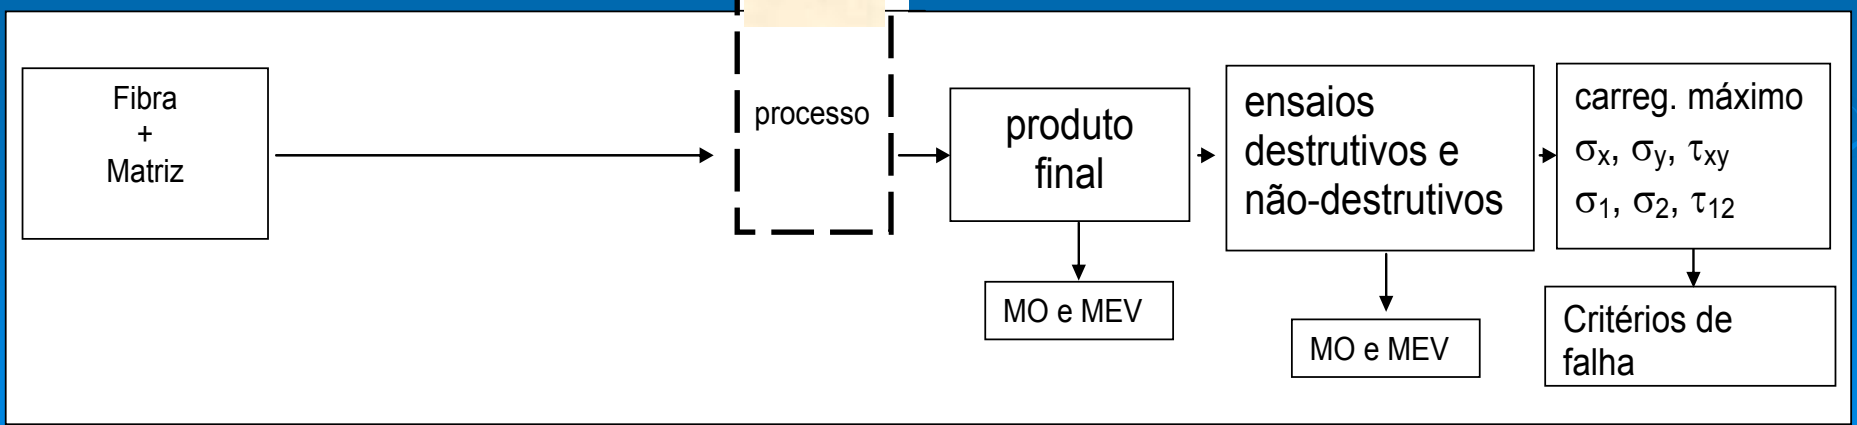 Fibra
+
Matriz
processo
produto
final
MO e MEV
ensaios
destrutivos e
não-destrutivos
MO e MEV
carreg. máximo
σx, σy, τxy
σ1, σ2, τ12
Critérios de
falha